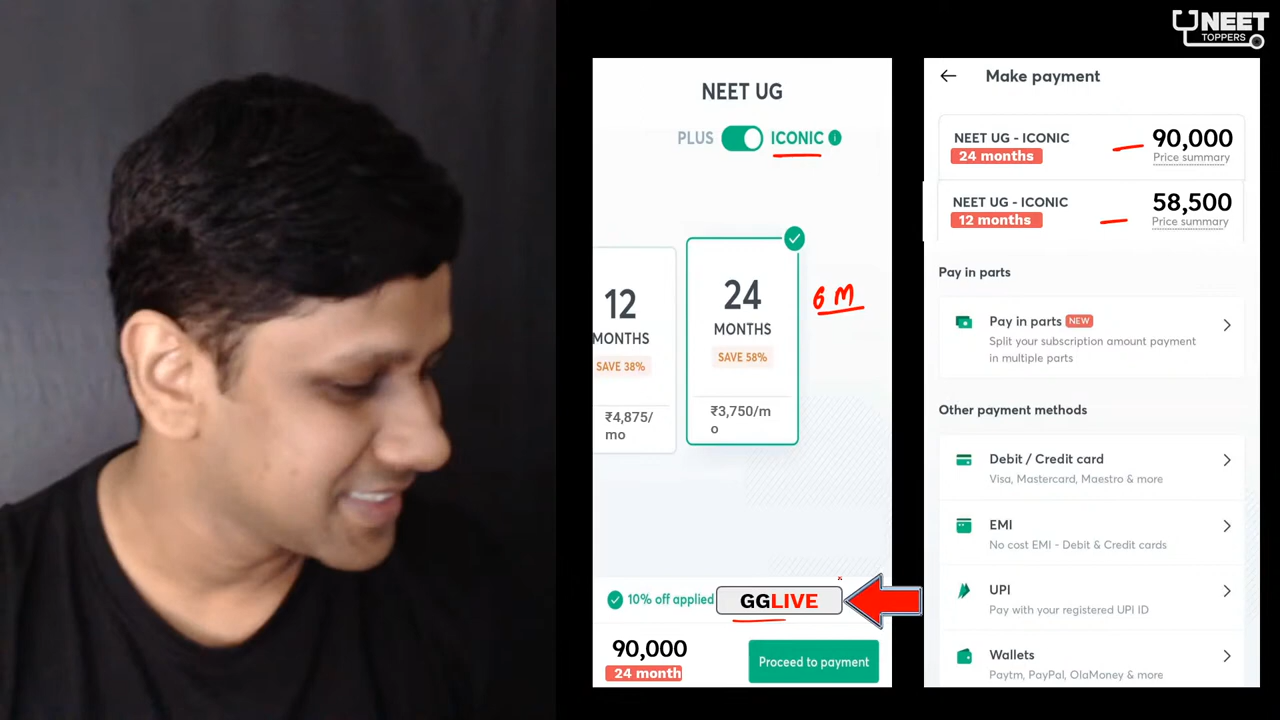 NEET
TOPPERS
NEET UG
PLUS ICONIC i
12
MONTHS
SAVE 38%
₹4,875/
mo
24
MONTHS
SAVE 58%
₹3,750/m
o
6 M
10% off applied
GGLIVE
90,000
24 month
Proceed to payment
Make payment
NEET UG - ICONIC
24 months
90,000
Price summary
NEET UG - ICONIC
12 months
58,500
Price summary
Pay in parts
Pay in parts NEW
Split your subscription amount payment
in multiple parts
Other payment methods
Debit / Credit card
Visa, Mastercard, Maestro & more
EMI
No cost EMI - Debit & Credit cards
UPI
Pay with your registered UPI ID
Wallets
Paytm, PayPal, OlaMoney & more